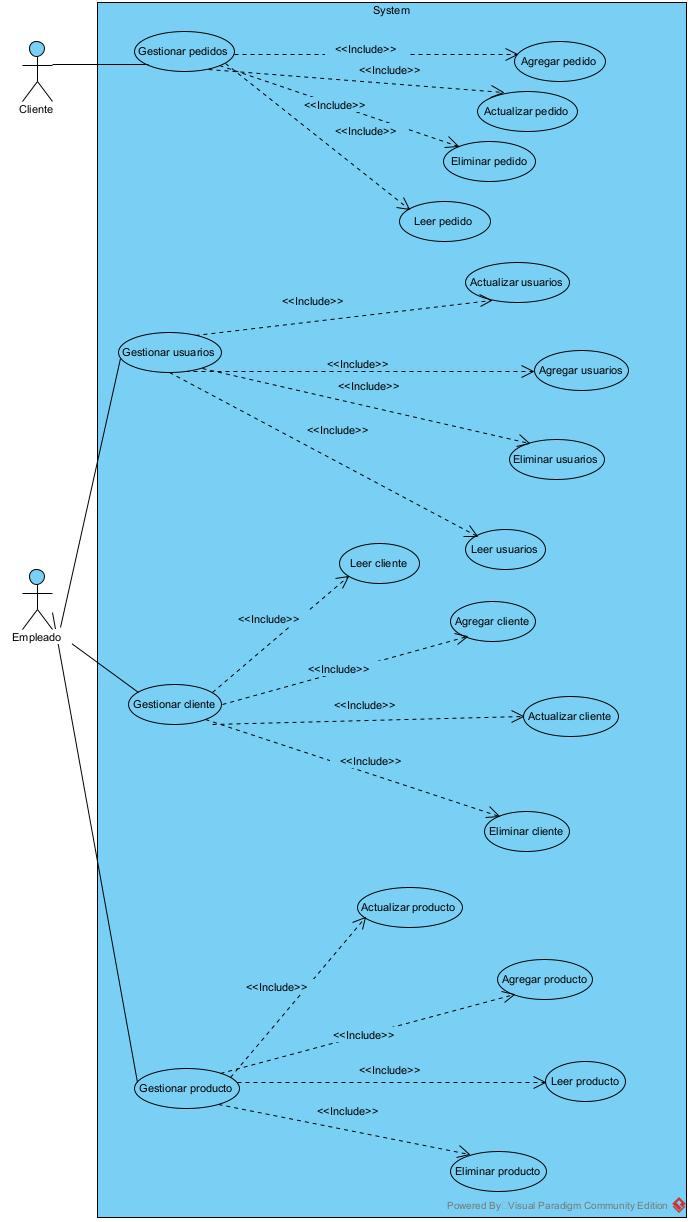 System
Gestionar pedidos
<<Include>>
Agregar pedido
<<Include>>
Cliente
<<Include>>
Actualizar pedido
<<Include>>
Eliminar pedido
Leer pedido
Actualizar usuarios
<<Include>>
Gestionar usuarios
<<Include>>
Agregar usuarios
<<Include>>
<<Include>>
Eliminar usuarios
Leer usuarios
Leer cliente
<<Include>>
Agregar cliente
Empleado
<<Include>>
Gestionar cliente
<<Include>>
Actualizar cliente
<<Include>>
Eliminar cliente
Actualizar producto
<<Include>>
Agregar producto
<<Include>>
<<Include>>
Leer producto
Gestionar producto
<<Include>>
Eliminar producto
Powered By: Visual Paradigm Community Edition